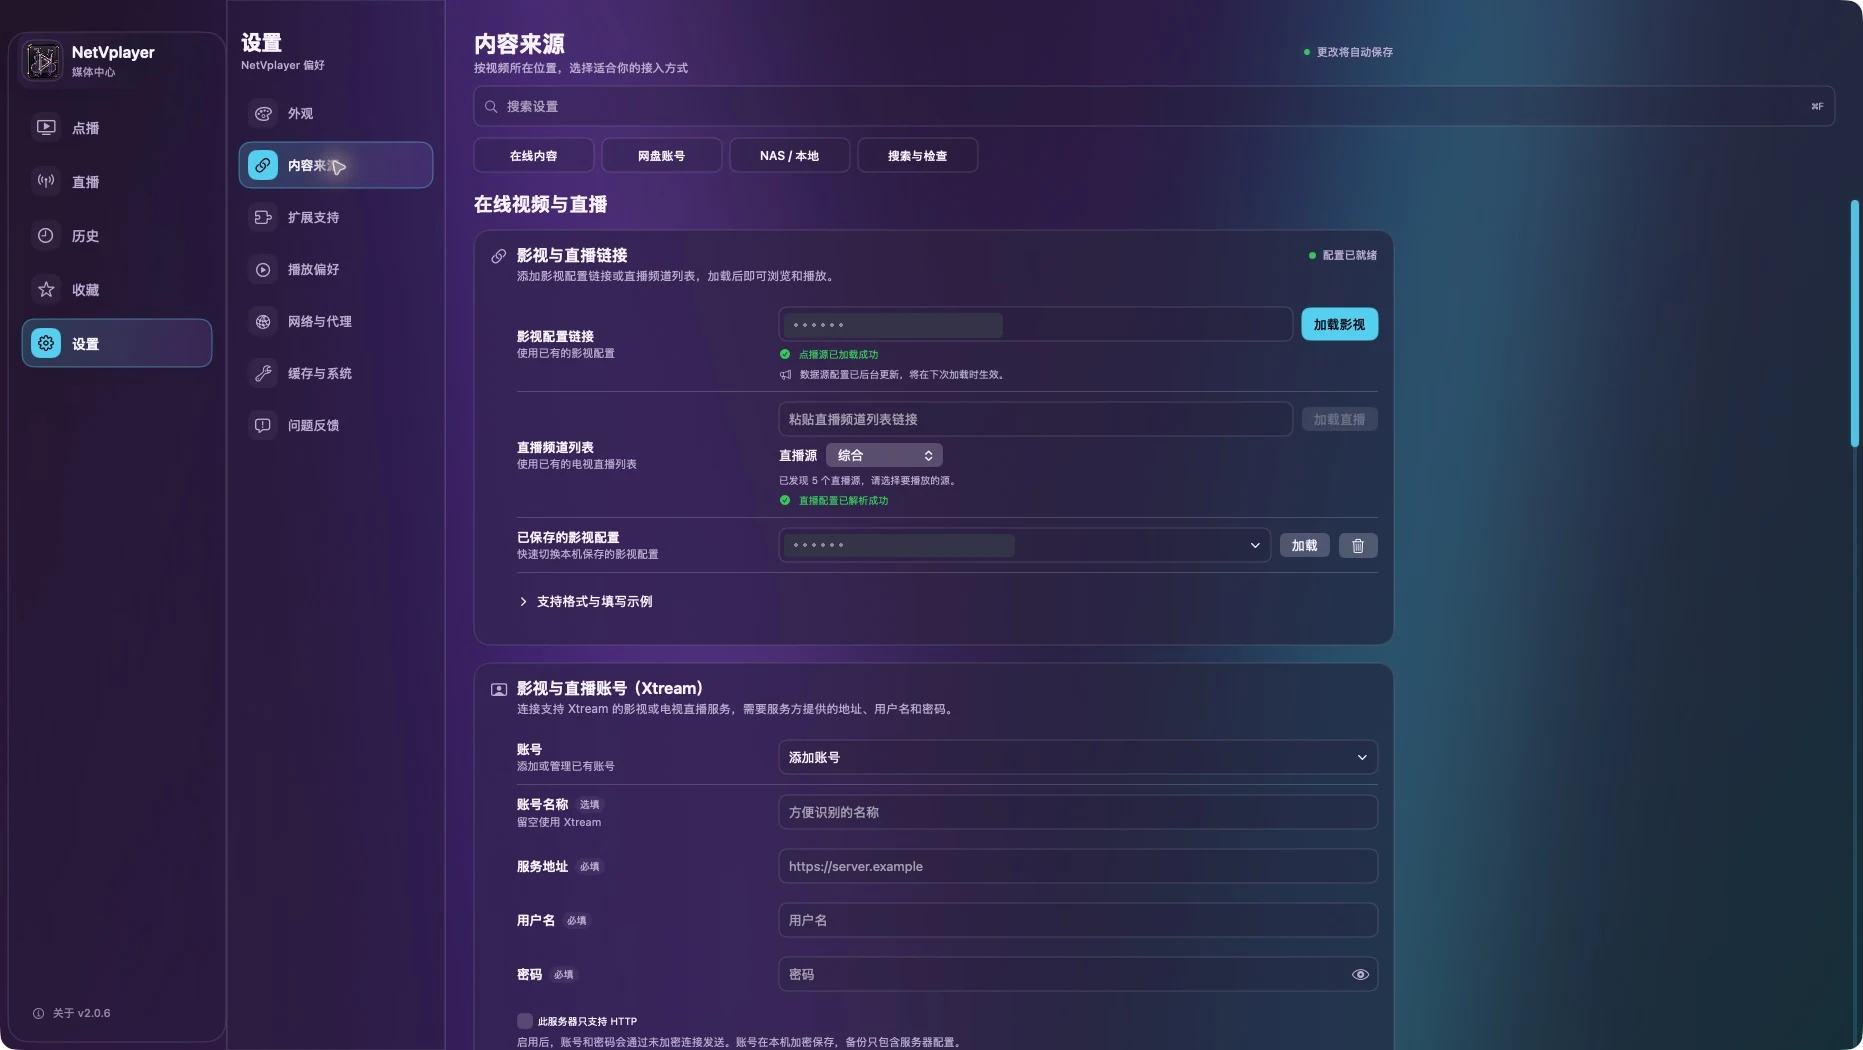 NetVplayer
媒体中心
点播
直播
历史
收藏
设置
关于 v2.0.6
设置
NetVplayer 偏好
外观
内容来
扩展支持
播放偏好
网络与代理
缓存与系统
问题反馈
内容来源
按视频所在位置，选择适合你的接入方式
更改将自动保存
搜索设置
⌘F
在线内容
网盘账号
NAS / 本地
搜索与检查
在线视频与直播
影视与直播链接
添加影视配置链接或直播频道列表，加载后即可浏览和播放。
配置已就绪
影视配置链接
使用已有的影视配置
加载影视
点播源已加载成功
数据源配置已后台更新，将在下次加载时生效。
直播频道列表
使用已有的电视直播列表
粘贴直播频道列表链接
加载直播
直播源
综合
已发现 5 个直播源，请选择要播放的源。
直播配置已解析成功
已保存的影视配置
快速切换本机保存的影视配置
加载
支持格式与填写示例
影视与直播账号（Xtream）
连接支持 Xtream 的影视或电视直播服务，需要服务方提供的地址、用户名和密码。
账号
添加或管理已有账号
添加账号
账号名称 选填
留空使用 Xtream
方便识别的名称
服务地址 必填
https://server.example
用户名 必填
用户名
密码 必填
密码
此服务器只支持 HTTP
启用后，账号和密码会通过未加密连接发送。账号在本机加密保存，备份只包含服务器配置。